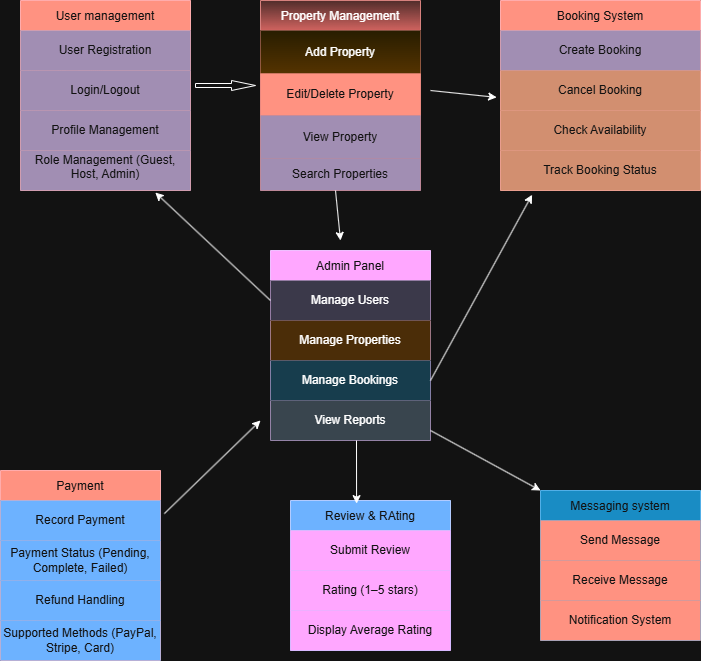 User management
User Registration
Login/Logout
Profile Management
Role Management (Guest,
Host, Admin)
Property Management
Add Property
Edit/Delete Property
View Property
Search Properties
Booking System
Create Booking
Cancel Booking
Check Availability
Track Booking Status
Admin Panel
Manage Users
Manage Properties
Manage Bookings
View Reports
Payment
Record Payment
Payment Status (Pending,
Complete, Failed)
Refund Handling
Supported Methods (PayPal,
Stripe, Card)
Review & RAting
Submit Review
Rating (1–5 stars)
Display Average Rating
Messaging system
Send Message
Receive Message
Notification System